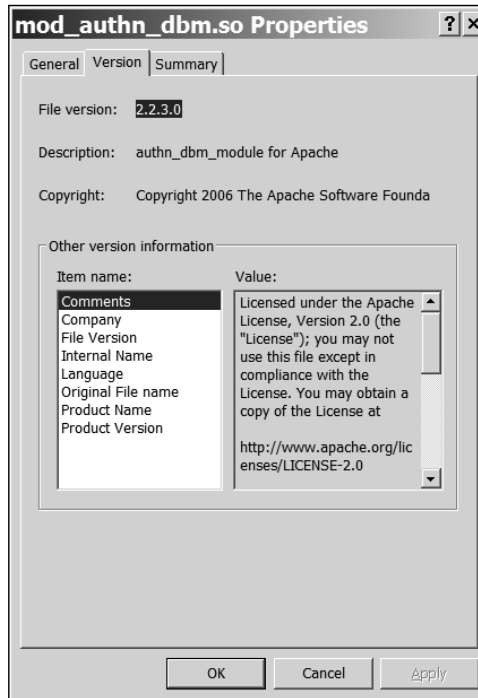 mod_authn_dbm.so Properties
?
×
General
Version
Summary
File version:
2.2.3.0
Description:
authn_dbm_module for Apache
Copyright:
Copyright 2006 The Apache Software Founda
Other version information
Item name:
Comments
Company
File Version
Internal Name
Language
Original File name
Product Name
Product Version
Value:
Licensed under the Apache
License, Version 2.0 (the
"License"); you may not
use this file except in
compliance with the
License. You may obtain a
copy of the License at
http://www.apache.org/lic
enses/LICENSE-2.0
OK
Cancel
Apply